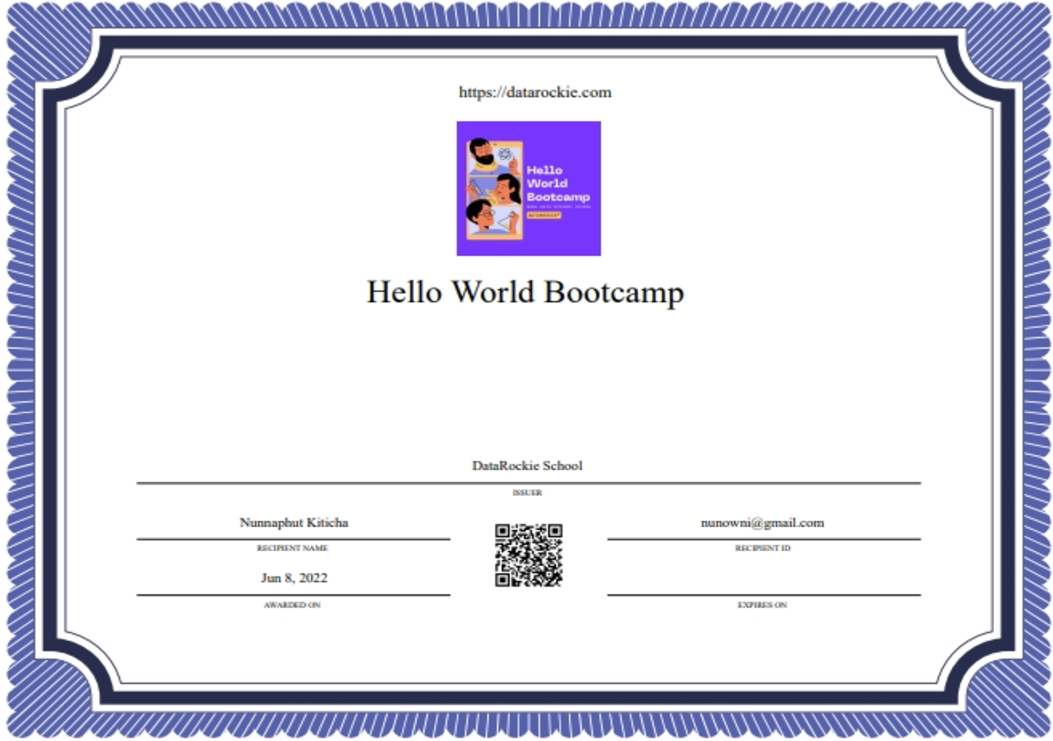 https://datarockie.com
Hello
World
Bootcamp
Hello World Bootcamp
DataRockie School
ISSUER
Nunnaphut Kiticha
nunowni@gmail.com
RECIPIENT NAME
RECIPIENT ID
Jun 8, 2022
AWARDED ON
EXPIRES ON